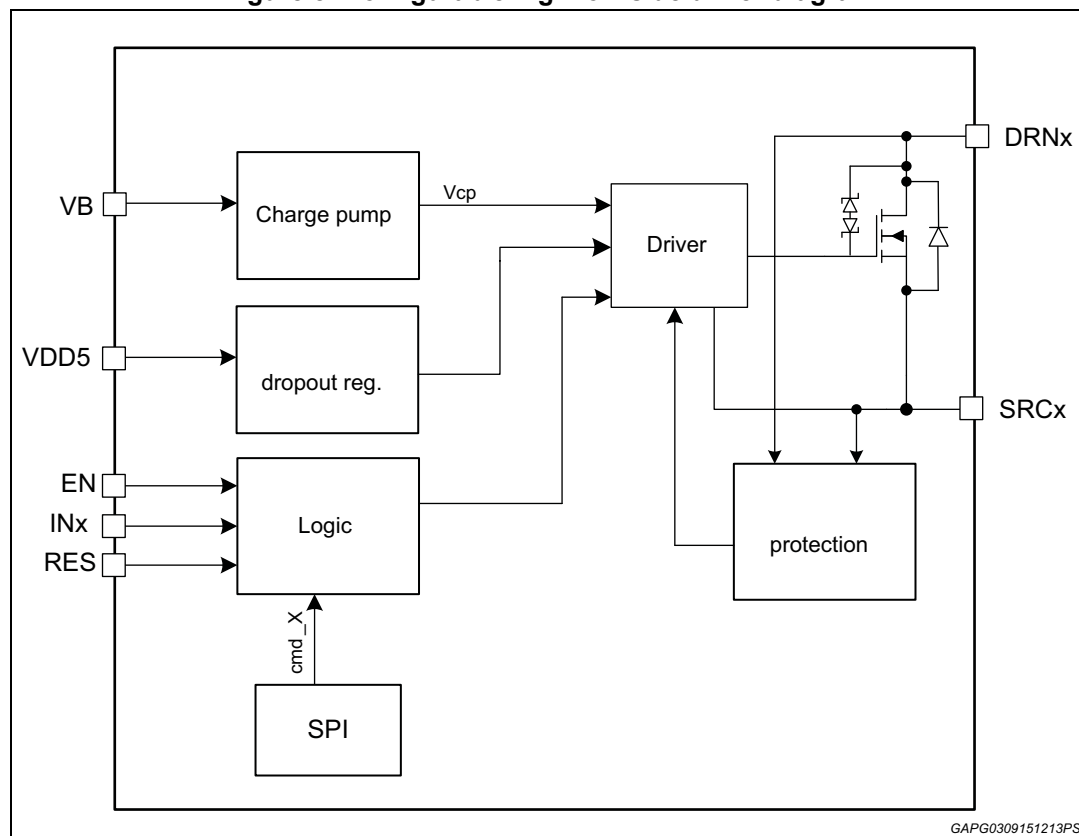 DRNx
VB
Charge pump
Vcp
Driver
VDD5
dropout reg.
SRCx
EN
INx
RES
Logic
protection
cmd_X
SPI
GAPG0309151213PS